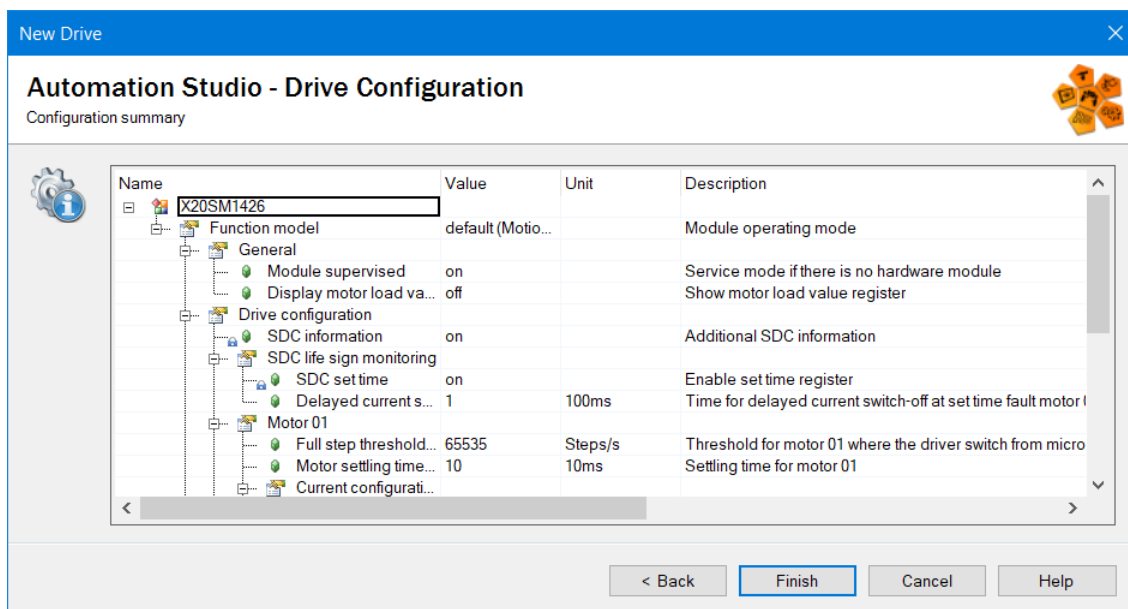 New Drive
Automation Studio - Drive Configuration
Configuration summary
Name Value Unit Description
X20SM1426
Function model default (Motio... Module operating mode
General
Module supervised on Service mode if there is no hardware module
Display motor load va... off Show motor load value register
Drive configuration
SDC information on Additional SDC information
SDC life sign monitoring
SDC set time on Enable set time register
Delayed current s... 1 100ms Time for delayed current switch-off at set time fault motor
Motor 01
Full step threshold... 65535 Steps/s Threshold for motor 01 where the driver switch from micro
Motor settling time... 10 10ms Settling time for motor 01
Current configurati...
< Back Finish Cancel Help